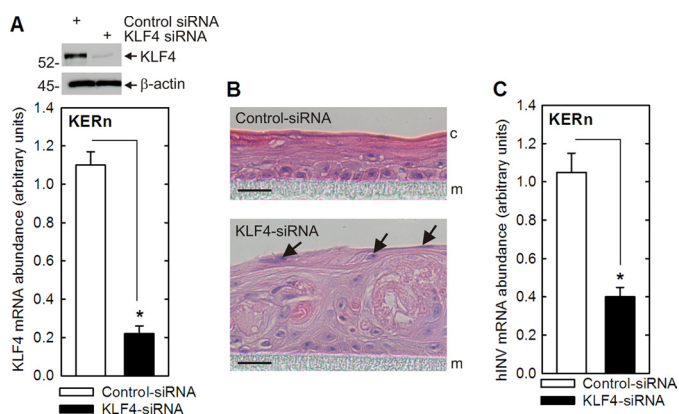 A
+ Control siRNA
+ KLF4 siRNA
52- KLF4
45- β-actin
KLF4 mRNA abundance (arbitrary units)
1.4
1.2
1.0
0.8
0.6
0.4
0.2
0.0
KERn
*
Control-siRNA
KLF4-siRNA
B
Control-siRNA
c
m
KLF4-siRNA
m
C
hINV mRNA abundance (arbitrary units)
1.4
1.2
1.0
0.8
0.6
0.4
0.2
0.0
KERn
*
Control-siRNA
KLF4-siRNA